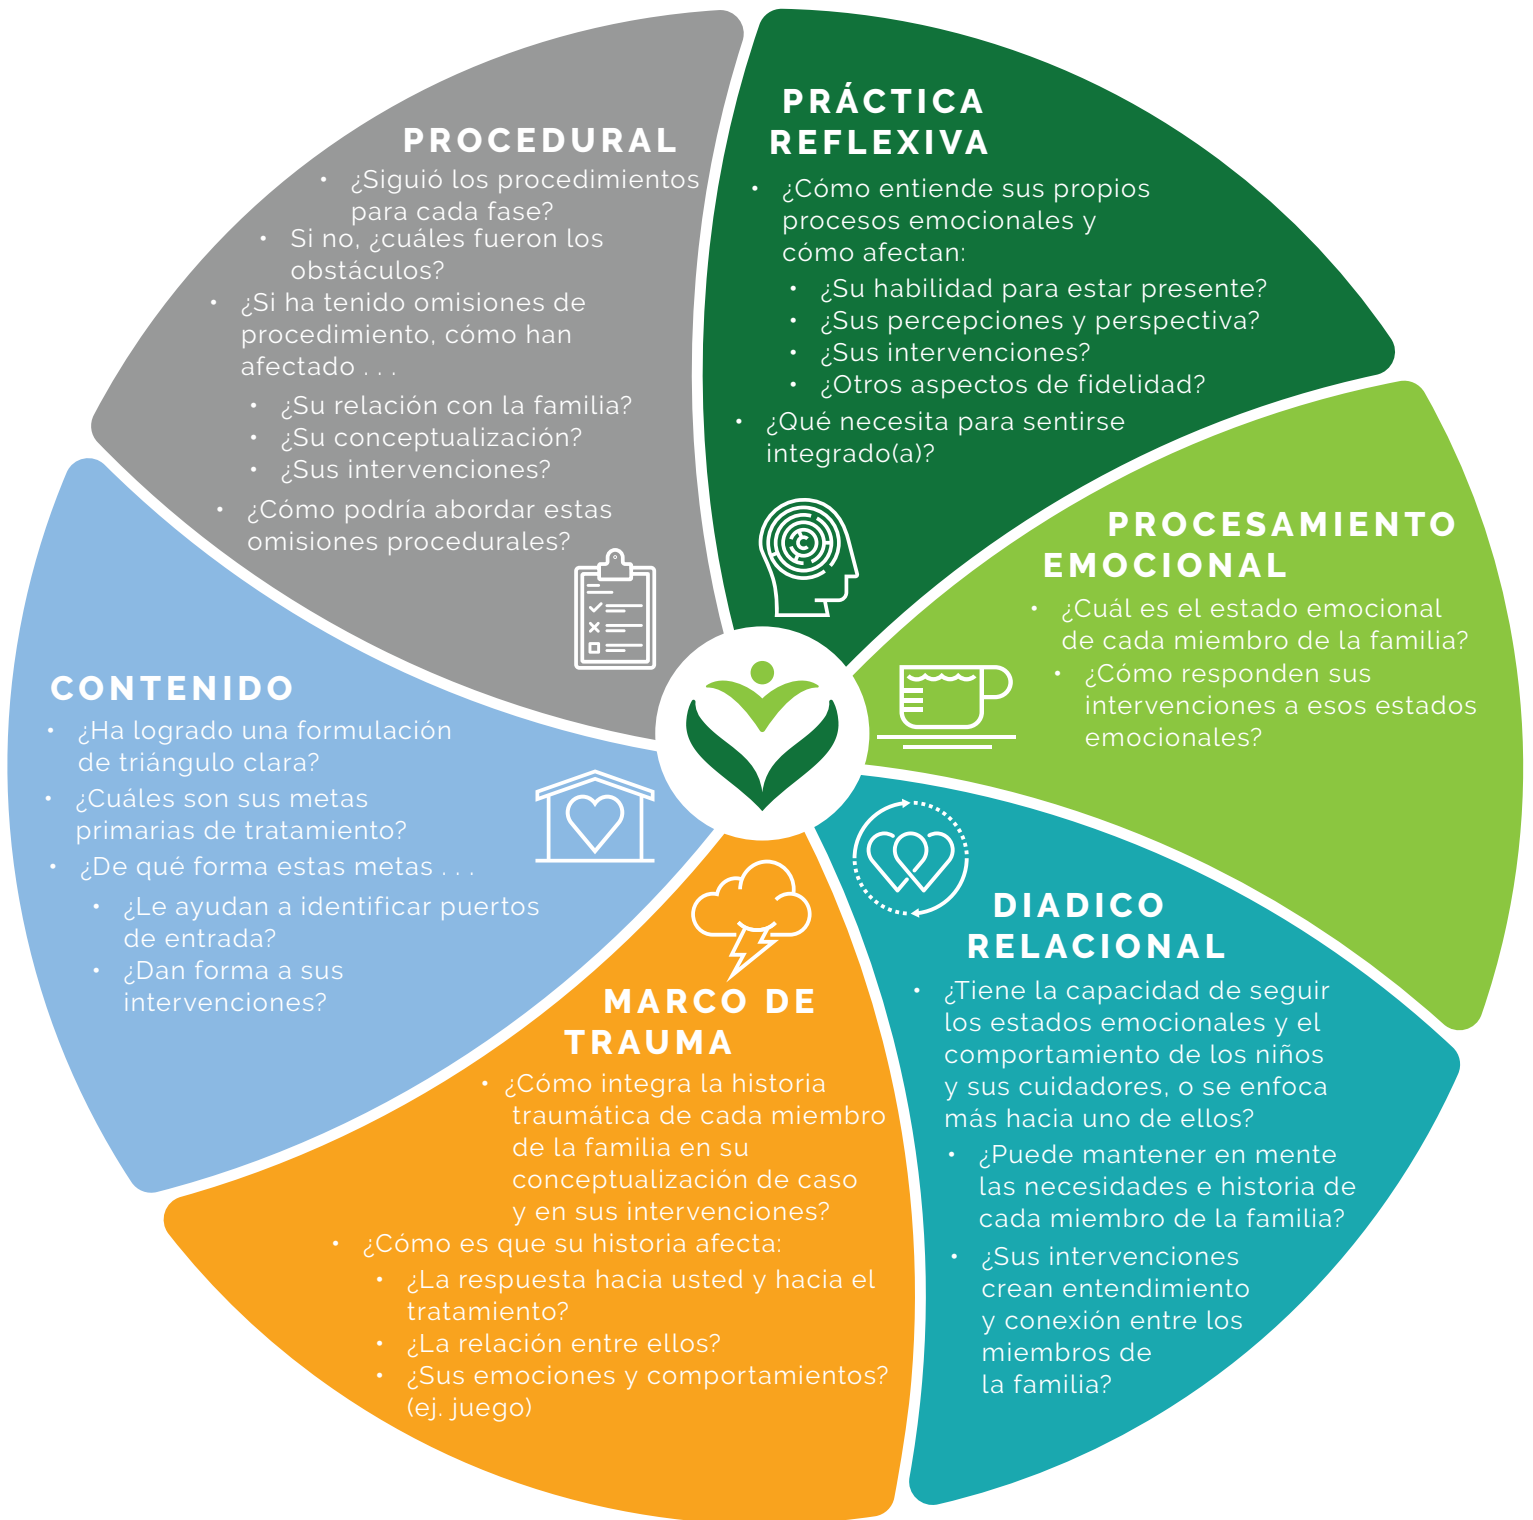 PROCEDURAL
• ¿Siguió los procedimientos
para cada fase?
• Si no, ¿cuáles fueron los
obstáculos?
• ¿Si ha tenido omisiones de
procedimiento, cómo han
afectado . . .
• ¿Su relación con la familia?
• ¿Su conceptualización?
• ¿Sus intervenciones?
• ¿Cómo podría abordar estas
omisiones procedurales?
PRÁCTICA
REFLEXIVA
• ¿Cómo entiende sus propios
procesos emocionales y
cómo afectan:
• ¿Su habilidad para estar presente?
• ¿Sus percepciones y perspectiva?
• ¿Sus intervenciones?
• ¿Otros aspectos de fidelidad?
• ¿Qué necesita para sentirse
integrado(a)?
PROCESAMIENTO
EMOCIONAL
• ¿Cuál es el estado emocional
de cada miembro de la familia?
• ¿Cómo responden sus
intervenciones a esos estados
emocionales?
DIADICO
RELACIONAL
• ¿Tiene la capacidad de seguir
los estados emocionales y el
comportamiento de los niños
y sus cuidadores, o se enfoca
más hacia uno de ellos?
• ¿Puede mantener en mente
las necesidades e historia de
cada miembro de la familia?
• ¿Sus intervenciones
crean entendimiento
y conexión entre los
miembros de
la familia?
MARCO DE
TRAUMA
• ¿Cómo integra la historia
traumática de cada miembro
de la familia en su
conceptualización de caso
y en sus intervenciones?
• ¿Cómo es que su historia afecta:
• ¿La respuesta hacia usted y hacia el
tratamiento?
• ¿La relación entre ellos?
• ¿Sus emociones y comportamientos?
(ej. juego)
CONTENIDO
• ¿Ha logrado una formulación
de triángulo clara?
• ¿Cuáles son sus metas
primarias de tratamiento?
• ¿De qué forma estas metas . . .
• ¿Le ayudan a identificar puertos
de entrada?
• ¿Dan forma a sus
intervenciones?